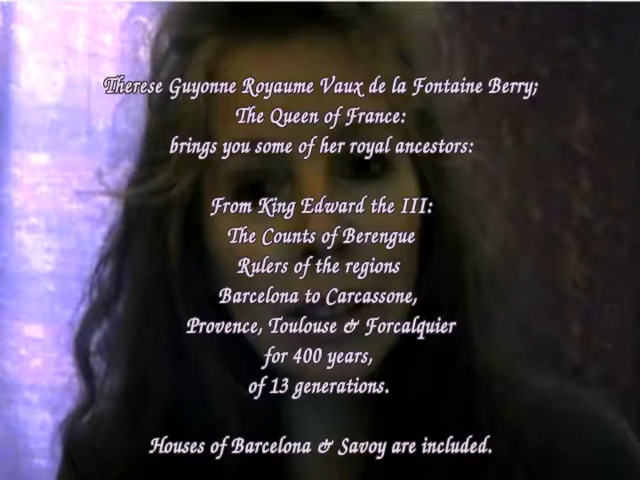 Therese Guyonne Royaume Vaux de la Fontaine Berry;
The Queen of France:
brings you some of her royal ancestors:
From King Edward the III:
The Counts of Berengue
Rulers of the regions
Barcelona to Carcassone,
Provence, Toulouse & Forcalquier
for 400 years,
of 13 generations.
Houses of Barcelona & Savoy are included.